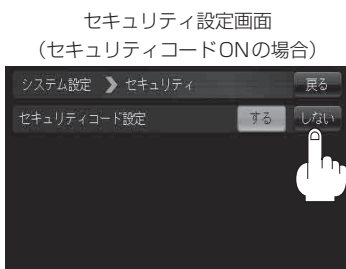 セキュリティ設定画面
（セキュリティコードONの場合）
システム設定 》 セキュリティ 戻る
セキュリティコード設定 する しない